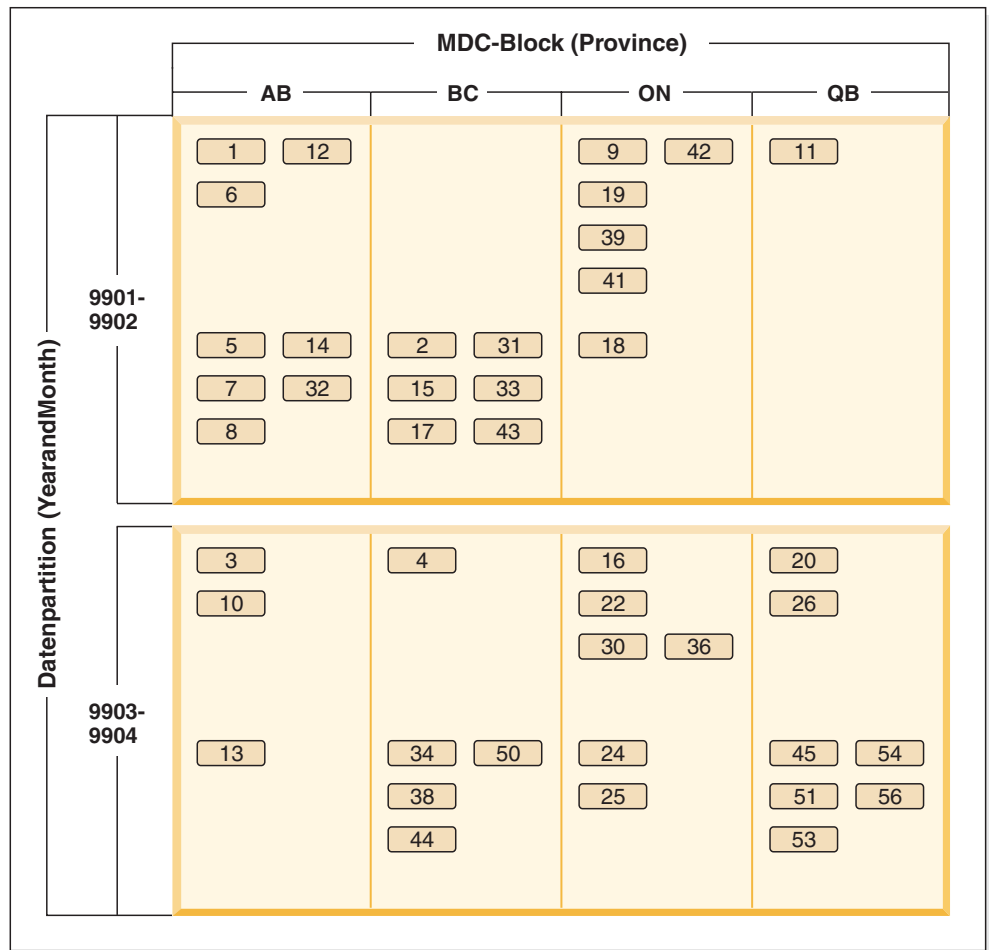 MDC-Block (Province)
AB BC ON QB
Datenpartition (YearandMonth)
9901-
9902
1 12 9 42 11
6 19
39
41
5 14 2 31 18
7 32 15 33
8 17 43
9903-
9904
3 4 16 20
10 22 26
30 36
13 34 50 24 45 54
38 25 51 56
44 53